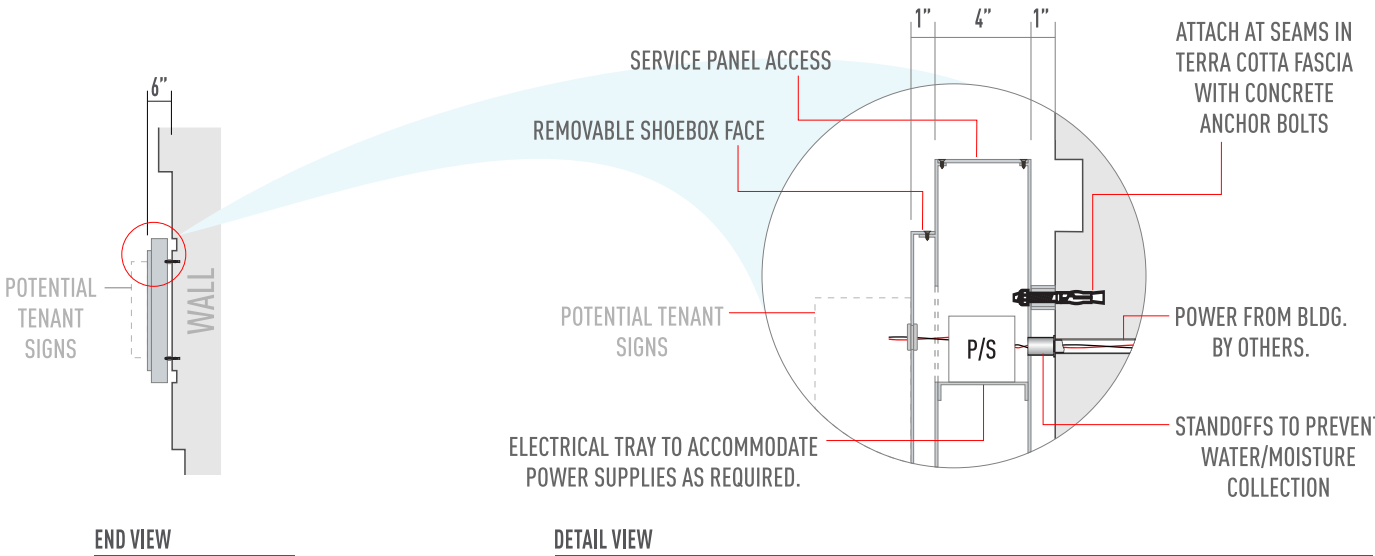 6”
WALL
POTENTIAL
TENANT
SIGNS
END VIEW
1”
4”
1”
SERVICE PANEL ACCESS
REMOVABLE SHOEBOX FACE
ATTACH AT SEAMS IN
TERRA COTTA FASCIA
WITH CONCRETE
ANCHOR BOLTS
POTENTIAL TENANT
SIGNS
P/S
POWER FROM BLDG.
BY OTHERS.
ELECTRICAL TRAY TO ACCOMMODATE
POWER SUPPLIES AS REQUIRED.
STANDOFFS TO PREVENT
WATER/MOISTURE
COLLECTION
DETAIL VIEW